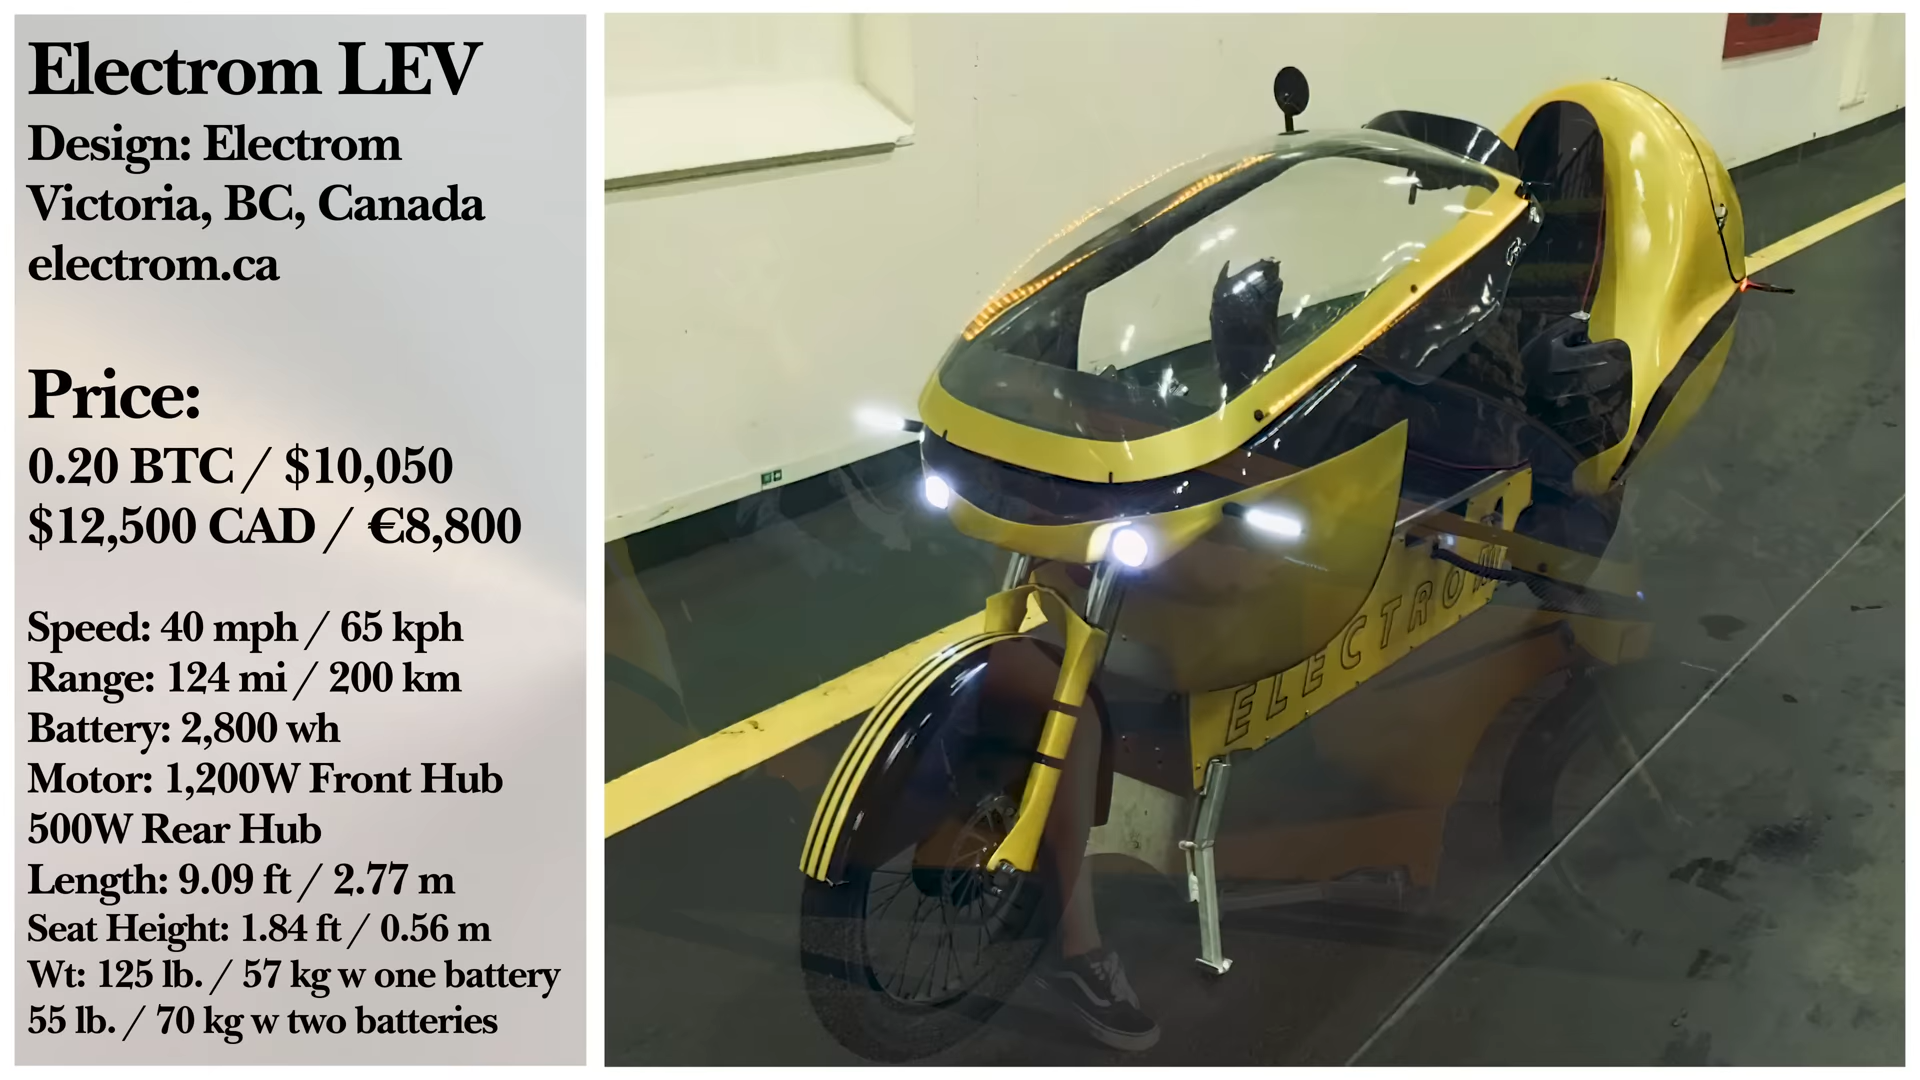 Electrom LEV
Design: Electrom
Victoria, BC, Canada
electrom.ca
Price:
0.20 BTC / $10,050
$12,500 CAD / €8,800
Speed: 40 mph / 65 kph
Range: 124 mi / 200 km
Battery: 2,800 wh
Motor: 1,200W Front Hub
500W Rear Hub
Length: 9.09 ft / 2.77 m
Seat Height: 1.84 ft / 0.56 m
Wt: 125 lb. / 57 kg w one battery
55 lb. / 70 kg w two batteries
ELECTROM